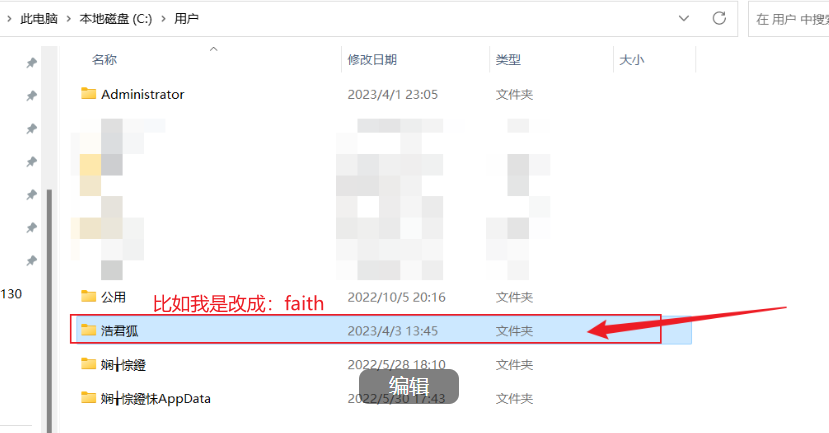 此电脑 > 本地磁盘 (C:) > 用户
在 用户 中搜索
名称 修改日期 类型 大小
Administrator 2023/4/1 23:05 文件夹
130
公用 2022/10/5 20:16 文件夹
比如我是改成：faith
浩君狐 2023/4/3 13:45 文件夹
娴╁悰鐙 2022/5/28 18:10 文件夹
娴╁悰鐙怵AppData 2022/5/30 17:43 文件夹
编辑